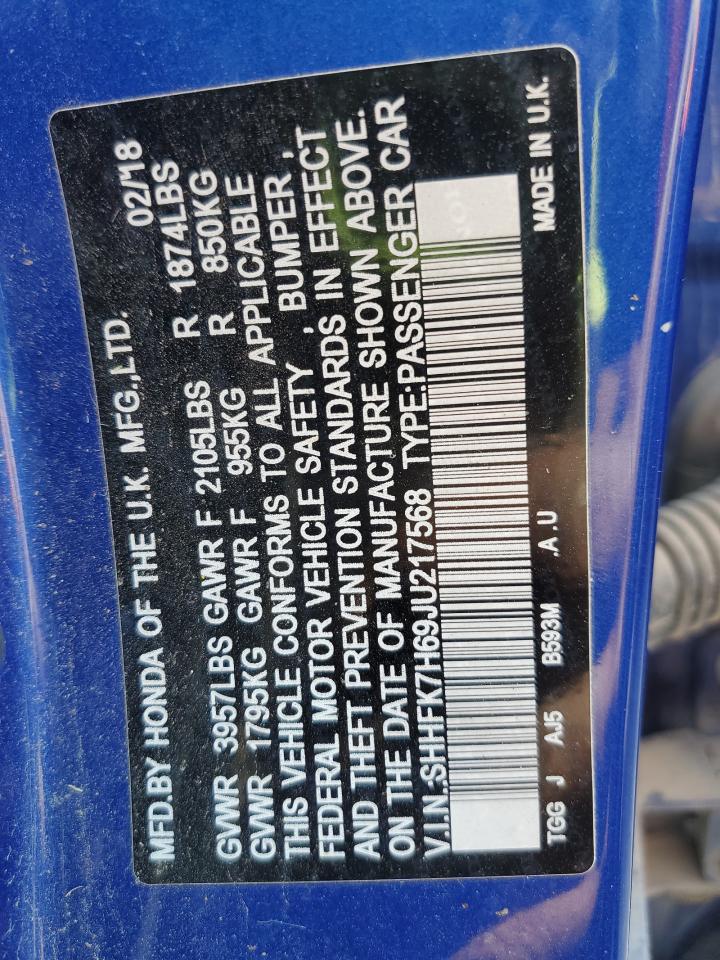 MFD.BY HONDA OF THE U.K. MFG.,LTD. 02/18
GVWR 3957LBS GAWR F 2105LBS R 1874LBS
GVWR 1795KG GAWR F 955KG R 850KG
THIS VEHICLE CONFORMS TO ALL APPLICABLE
FEDERAL MOTOR VEHICLE SAFETY , BUMPER ,
AND THEFT PREVENTION STANDARDS IN EFFECT
ON THE DATE OF MANUFACTURE SHOWN ABOVE.
V.I.N.SHHFK7H69JU217568 TYPE:PASSENGER CAR
TGG J AJ5 B593M .A.U MADE IN U.K.